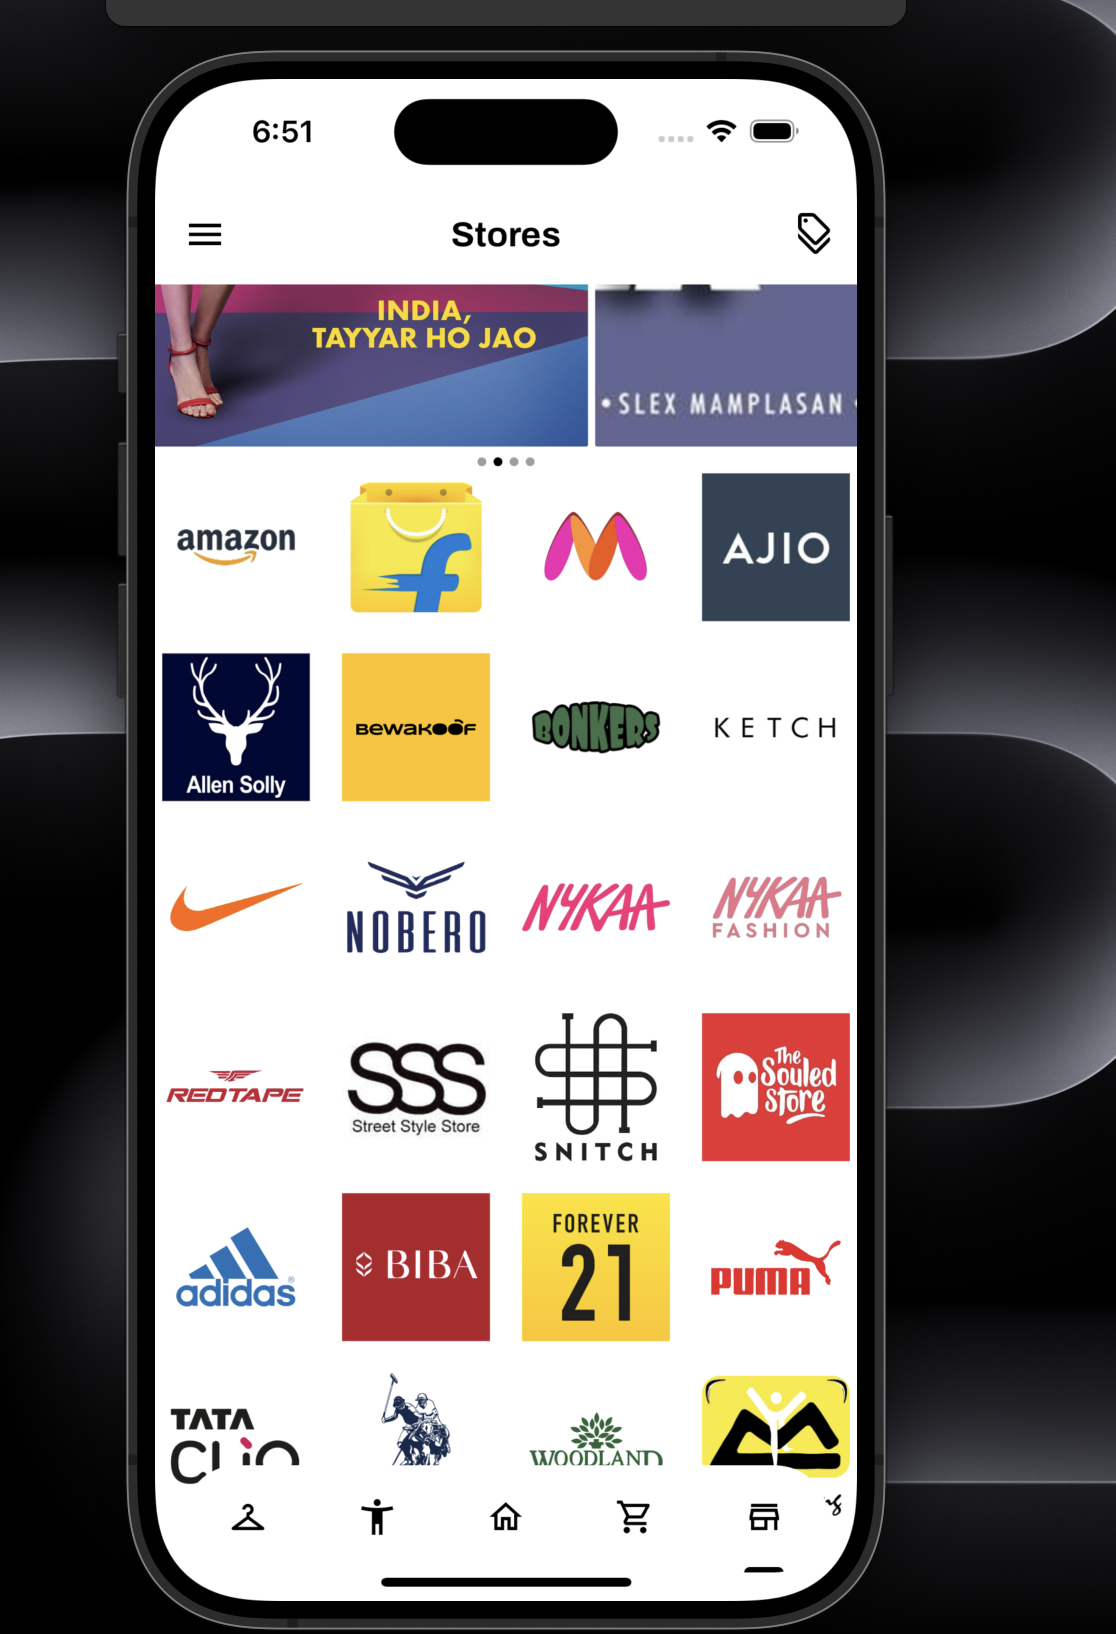 6:51
Stores
INDIA,
TAYYAR HO JAO
• SLEX MAMPLASAN
amazon
f
AJIO
Allen Solly
BEWAKOOF
BONKERS
KETCH
NOBERO
NYKAA
NYKAA
FASHION
REDTAPE
SSS
Street Style Store
SNITCH
The
Souled
Store
adidas
BIBA
FOREVER
21
PUMA
TATA
CLiQ
WOODLAND